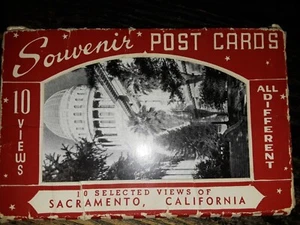 Souvenir POST CARDS
10
VIEWS
ALL DIFFERENT
10 SELECTED VIEWS OF
SACRAMENTO, CALIFORNIA